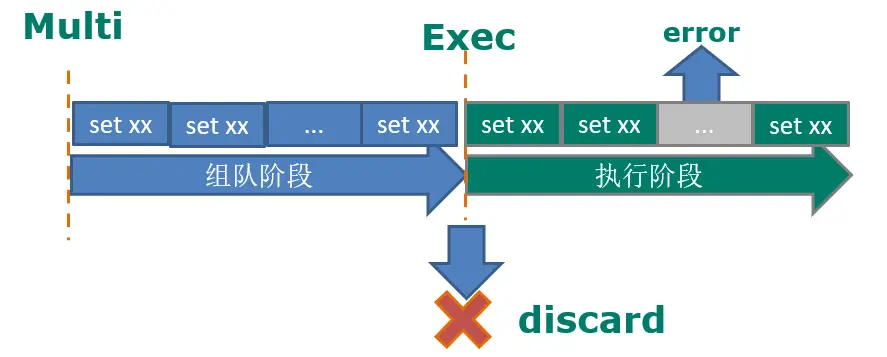 Multi
Exec
error
set xx
set xx
...
set xx
set xx
set xx
...
set xx
组队阶段
执行阶段
discard